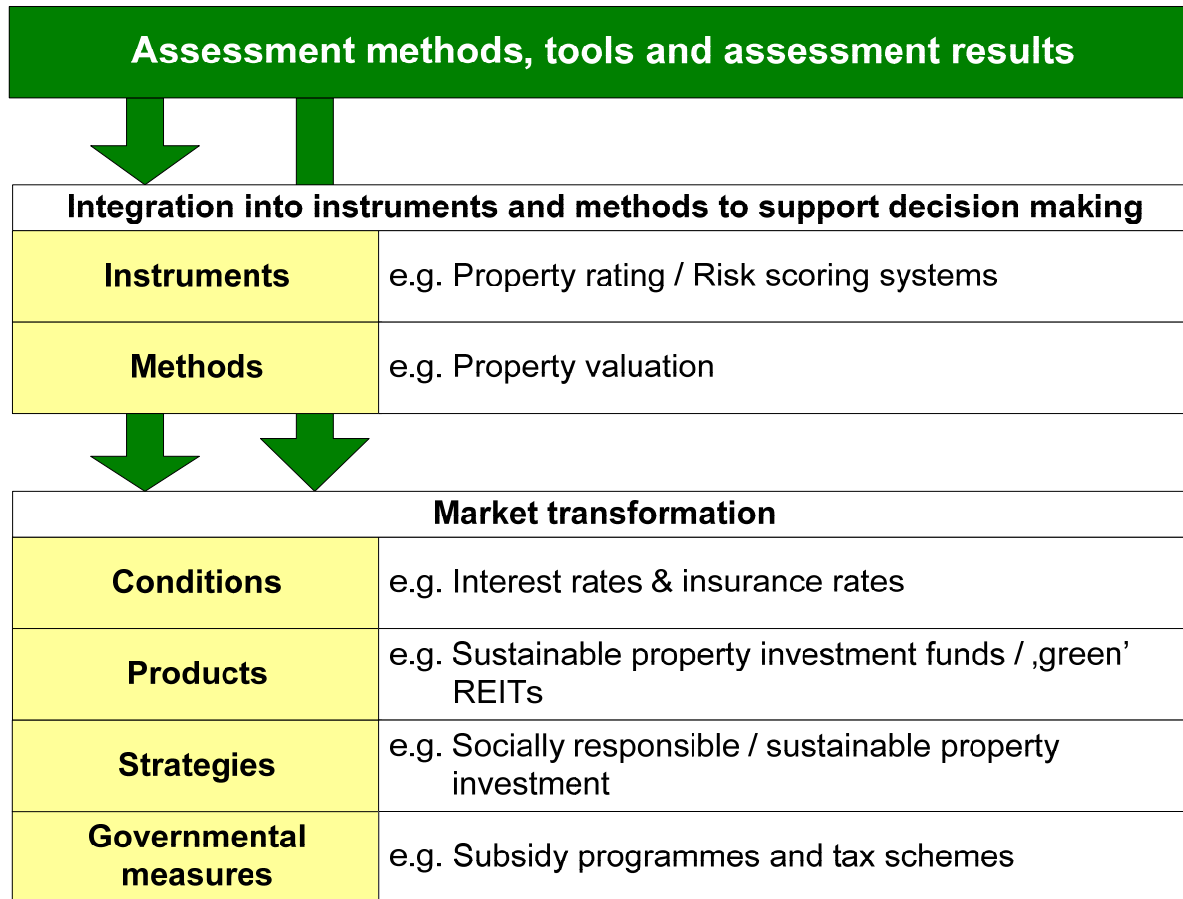 Assessment methods, tools and assessment results
Integration into instruments and methods to support decision making
Instruments
e.g. Property rating / Risk scoring systems
Methods
e.g. Property valuation
Market transformation
Conditions
e.g. Interest rates & insurance rates
Products
e.g. Sustainable property investment funds / ‚green’
REITs
Strategies
e.g. Socially responsible / sustainable property
investment
Governmental
measures
e.g. Subsidy programmes and tax schemes